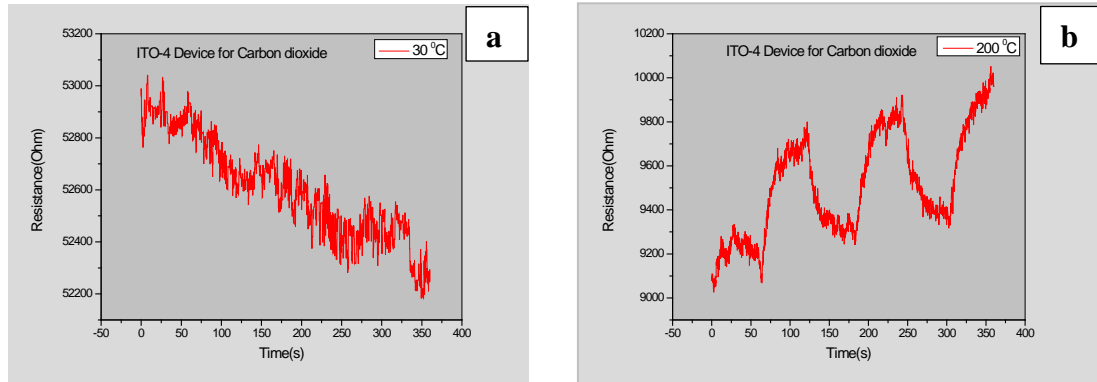 a
ITO-4 Device for Carbon dioxide
30 ⁰C
53200
53000
52800
52600
52400
52200
Resistance(Ohm)
-50 0 50 100 150 200 250 300 350 400
Time(s)
b
ITO-4 Device for Carbon dioxide
200 ⁰C
10200
10000
9800
9600
9400
9200
9000
Resistance(Ohm)
-50 0 50 100 150 200 250 300 350 400
Time(s)